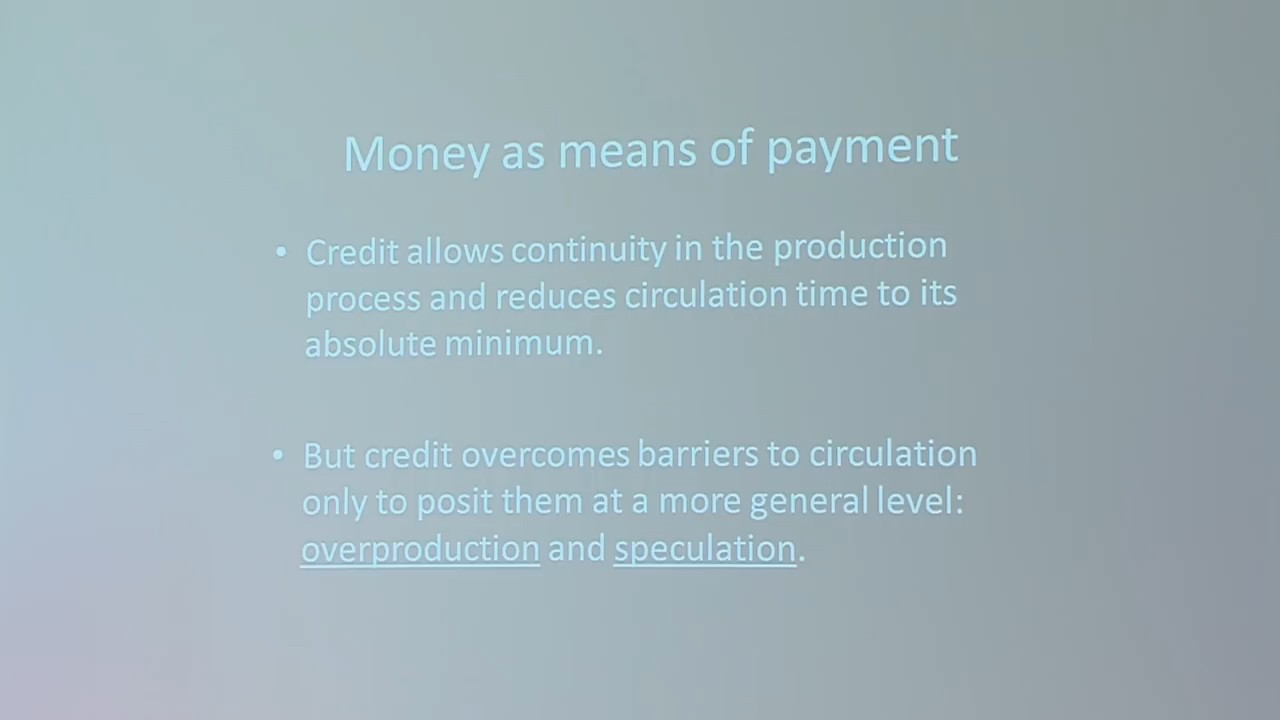 Money as means of payment
• Credit allows continuity in the production
process and reduces circulation time to its
absolute minimum.
• But credit overcomes barriers to circulation
only to posit them at a more general level:
overproduction and speculation.